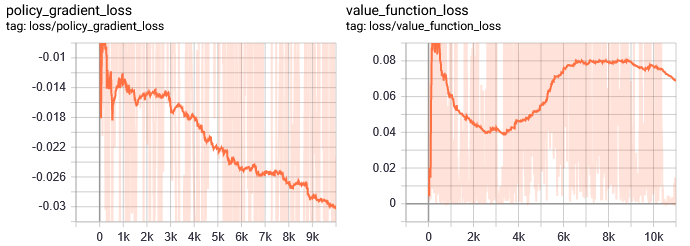 policy_gradient_loss
tag: loss/policy_gradient_loss
-0.01
-0.014
-0.018
-0.022
-0.026
-0.03
0 1k 2k 3k 4k 5k 6k 7k 8k 9k
value_function_loss
tag: loss/value_function_loss
0.08
0.06
0.04
0.02
0
0 2k 4k 6k 8k 10k